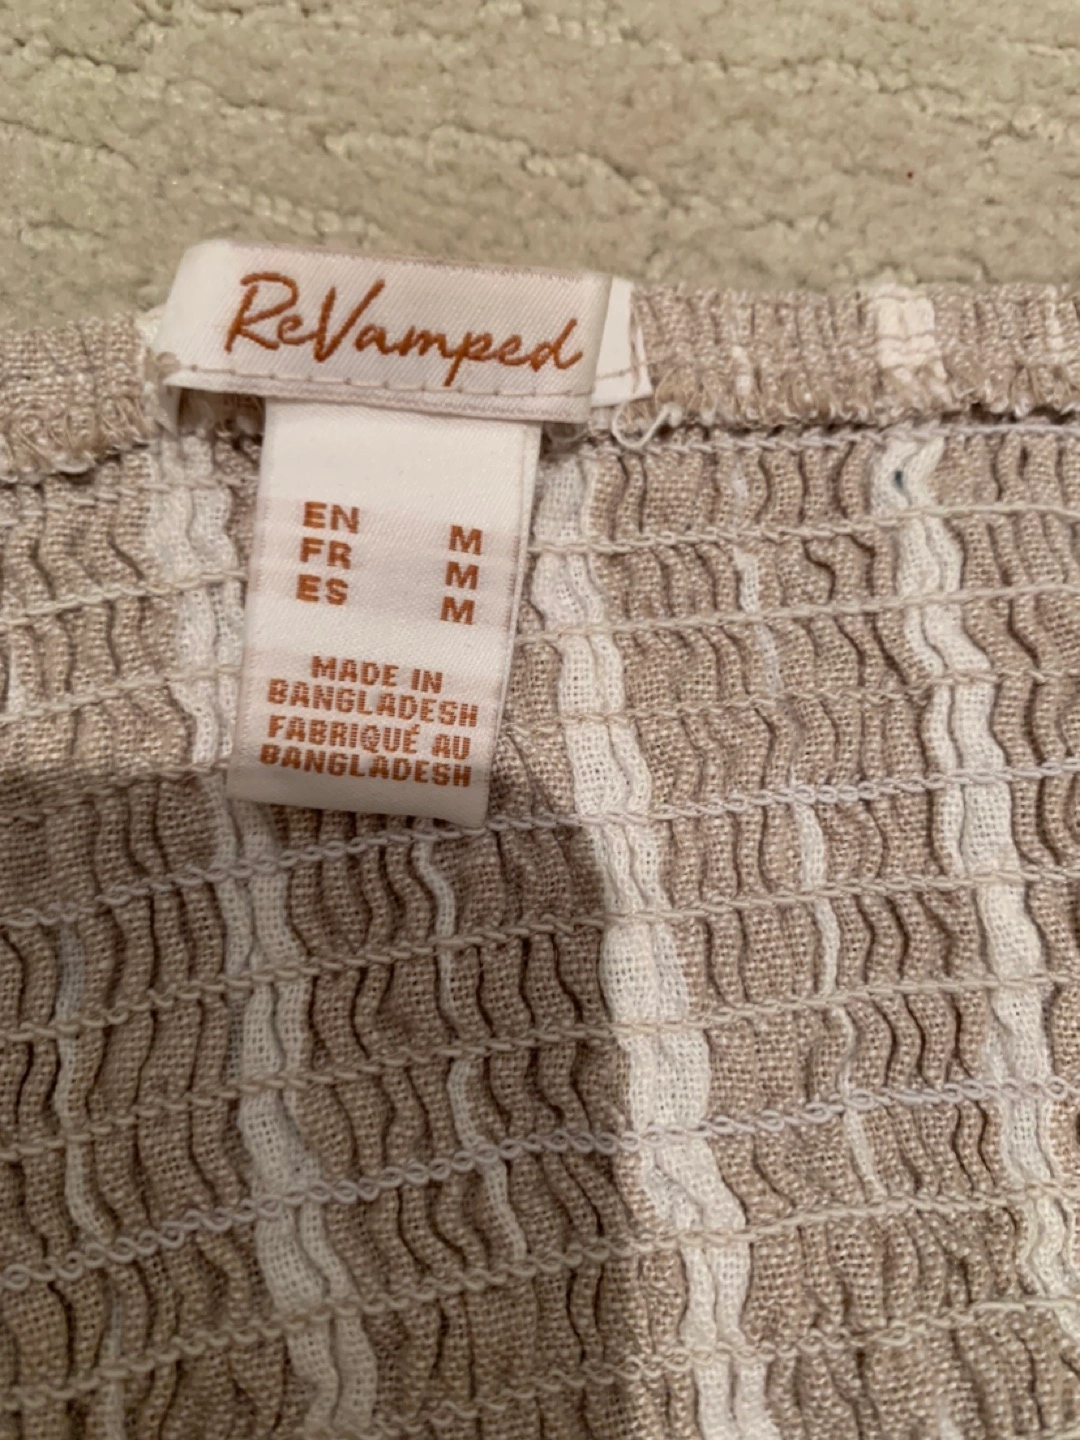 ReVamped
EN M
FR M
ES M
MADE IN
BANGLADESH
FABRIQUÉ AU
BANGLADESH